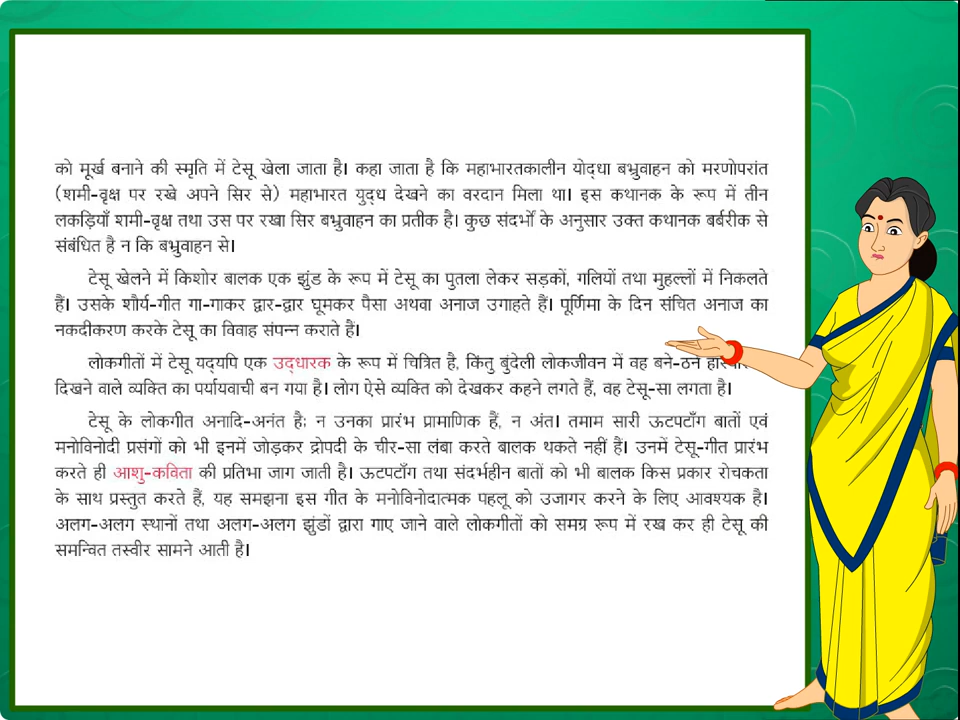 को मूर्ख बनाने की स्मृति में टेसू खेला जाता है। कहा जाता है कि महाभारतकालीन योद्धा बभ्रुवाहन को मरणोपरांत
(शमी-वृक्ष पर रखे अपने सिर से) महाभारत युद्ध देखने का वरदान मिला था। इस कथानक के रूप में तीन
लकड़ियाँ शमी-वृक्ष तथा उस पर रखा सिर बभ्रुवाहन का प्रतीक है। कुछ संदर्भों के अनुसार उक्त कथानक बर्बरीक से
संबंधित है न कि बभ्रुवाहन से।
टेसू खेलने में किशोर बालक एक झुंड के रूप में टेसू का पुतला लेकर सड़कों, गलियों तथा मुहल्लों में निकलते
हैं। उसके शौर्य-गीत गा-गाकर द्वार-द्वार घूमकर पैसा अथवा अनाज उगाहते हैं। पूर्णिमा के दिन संचित अनाज का
नकदीकरण करके टेसू का विवाह संपन्न कराते है।
लोकगीतों में टेसू यद्यपि एक उद्धारक के रूप में चित्रित है, किंतु बुंदेली लोकजीवन में वह बने-ठने
दिखने वाले व्यक्ति का पर्यायवाची बन गया है। लोग ऐसे व्यक्ति को देखकर कहने लगते हैं, वह टेसू-सा लगता है।
टेसू के लोकगीत अनादि-अनंत है; न उनका प्रारंभ प्रामाणिक हैं, न अंत। तमाम सारी ऊटपटाँग बातों एवं
मनोविनोदी प्रसंगों को भी इनमें जोड़कर द्रोपदी के चीर-सा लंबा करते बालक थकते नहीं हैं। उनमें टेसू-गीत प्रारंभ
करते ही आशु-कविता की प्रतिभा जाग जाती है। ऊटपटाँग तथा संदर्भहीन बातों को भी बालक किस प्रकार रोचकता
के साथ प्रस्तुत करते हैं, यह समझना इस गीत के मनोविनोदात्मक पहलू को उजागर करने के लिए आवश्यक है।
अलग-अलग स्थानों तथा अलग-अलग झुंडों द्वारा गाए जाने वाले लोकगीतों को समग्र रूप में रख कर ही टेसू की
समन्वित तस्वीर सामने आती है।